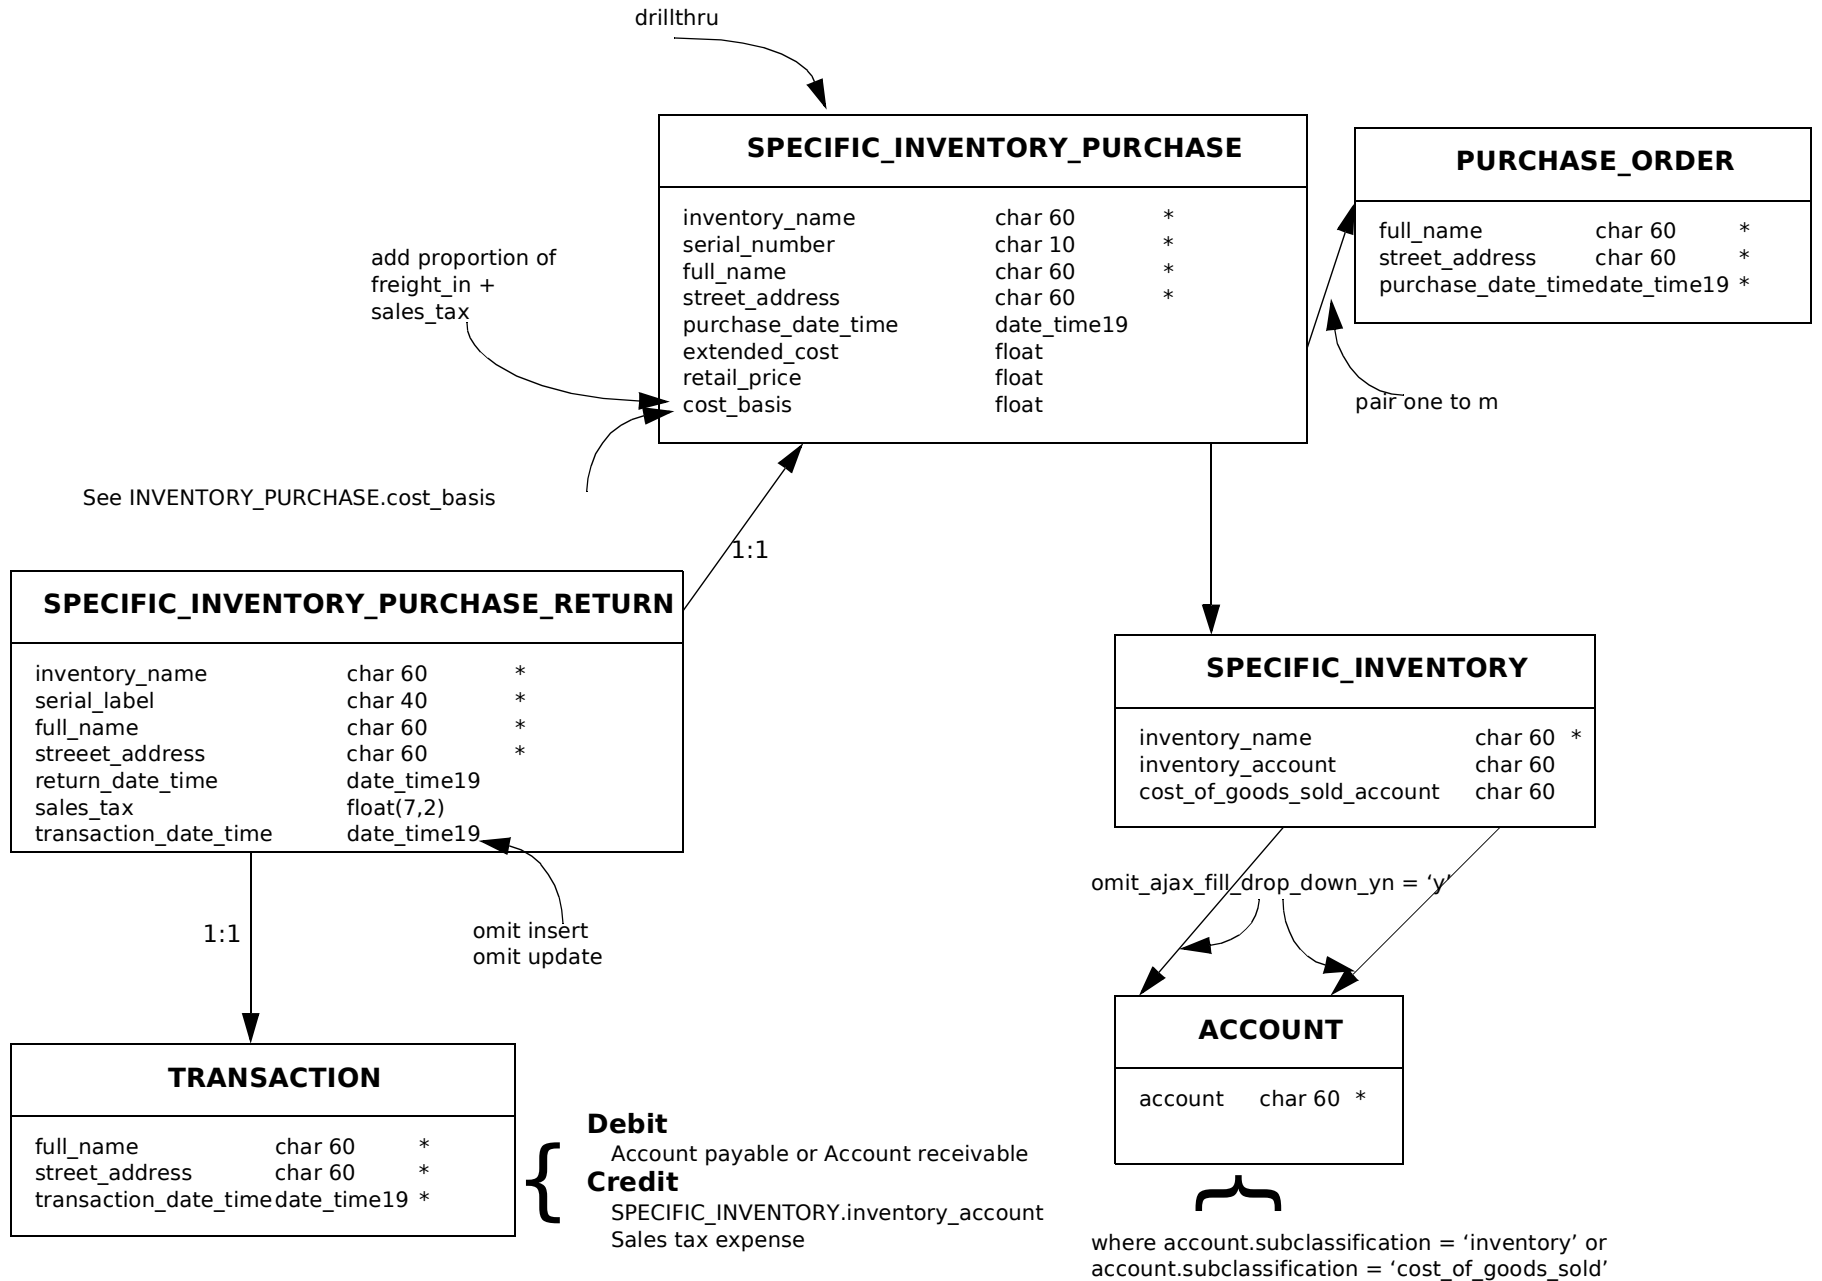 drillthru
SPECIFIC_INVENTORY_PURCHASE
inventory_name char 60 *
serial_number char 10 *
full_name char 60 *
street_address char 60 *
purchase_date_time date_time19
extended_cost float
retail_price float
cost_basis float
PURCHASE_ORDER
full_name char 60 *
street_address char 60 *
purchase_date_time date_time19 *
add proportion of
freight_in +
sales_tax
pair one to m
See INVENTORY_PURCHASE.cost_basis
1:1
SPECIFIC_INVENTORY_PURCHASE_RETURN
inventory_name char 60 *
serial_label char 40 *
full_name char 60 *
streeet_address char 60 *
return_date_time date_time19
sales_tax float(7,2)
transaction_date_time date_time19
SPECIFIC_INVENTORY
inventory_name char 60 *
inventory_account char 60
cost_of_goods_sold_account char 60
omit_ajax_fill_drop_down_yn = ‘y’
1:1
omit insert
omit update
ACCOUNT
account char 60 *
TRANSACTION
full_name char 60 *
street_address char 60 *
transaction_date_time date_time19 *
{
Debit
Account payable or Account receivable
Credit
SPECIFIC_INVENTORY.inventory_account
Sales tax expense
{
where account.subclassification = ‘inventory’ or
account.subclassification = ‘cost_of_goods_sold’